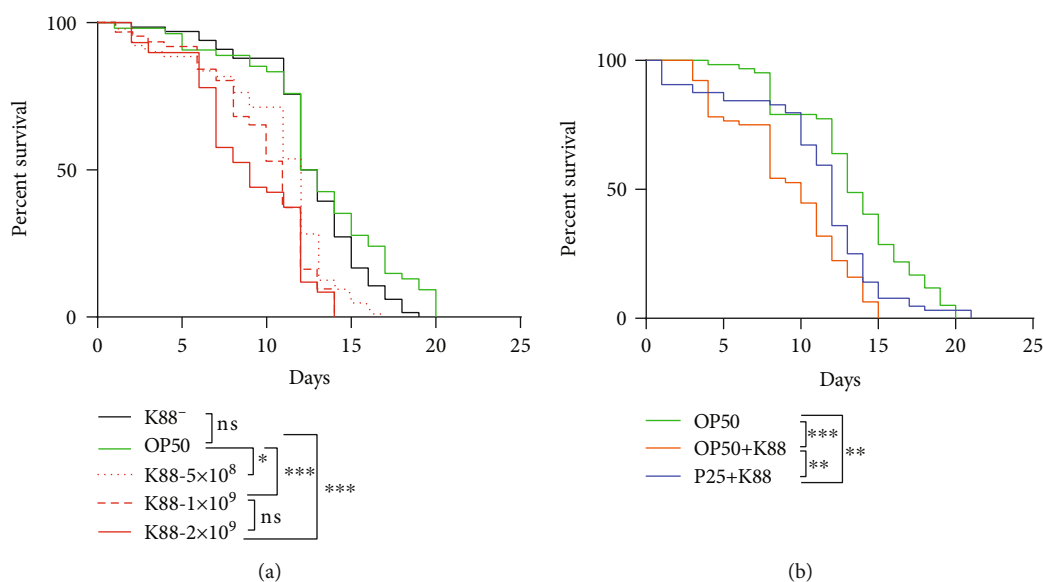 100
50
0
Percent survival
0 5 10 15 20 25
Days
K88⁻
OP50
K88-5×10⁸
K88-1×10⁹
K88-2×10⁹
ns
*
***
ns
***
(a)
100
50
0
Percent survival
0 5 10 15 20 25
Days
OP50
OP50+K88
P25+K88
***
**
**
(b)